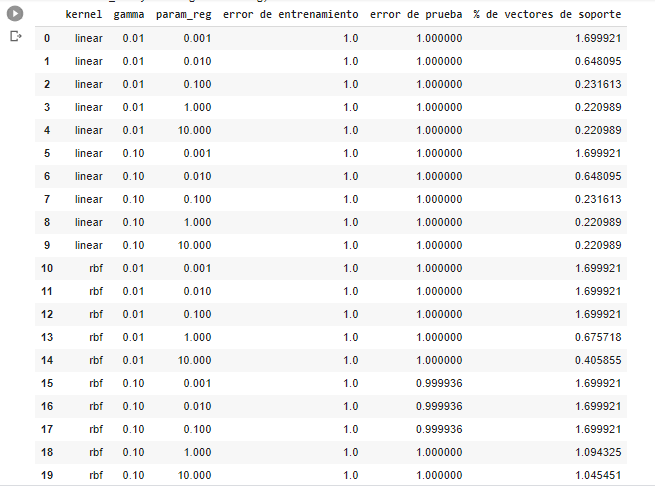 kernel gamma param_reg error de entrenamiento error de prueba % de vectores de soporte
0 linear 0.01 0.001 1.0 1.000000 1.699921
1 linear 0.01 0.010 1.0 1.000000 0.648095
2 linear 0.01 0.100 1.0 1.000000 0.231613
3 linear 0.01 1.000 1.0 1.000000 0.220989
4 linear 0.01 10.000 1.0 1.000000 0.220989
5 linear 0.10 0.001 1.0 1.000000 1.699921
6 linear 0.10 0.010 1.0 1.000000 0.648095
7 linear 0.10 0.100 1.0 1.000000 0.231613
8 linear 0.10 1.000 1.0 1.000000 0.220989
9 linear 0.10 10.000 1.0 1.000000 0.220989
10 rbf 0.01 0.001 1.0 1.000000 1.699921
11 rbf 0.01 0.010 1.0 1.000000 1.699921
12 rbf 0.01 0.100 1.0 1.000000 1.699921
13 rbf 0.01 1.000 1.0 1.000000 0.675718
14 rbf 0.01 10.000 1.0 1.000000 0.405855
15 rbf 0.10 0.001 1.0 0.999936 1.699921
16 rbf 0.10 0.010 1.0 0.999936 1.699921
17 rbf 0.10 0.100 1.0 0.999936 1.699921
18 rbf 0.10 1.000 1.0 1.000000 1.094325
19 rbf 0.10 10.000 1.0 1.000000 1.045451